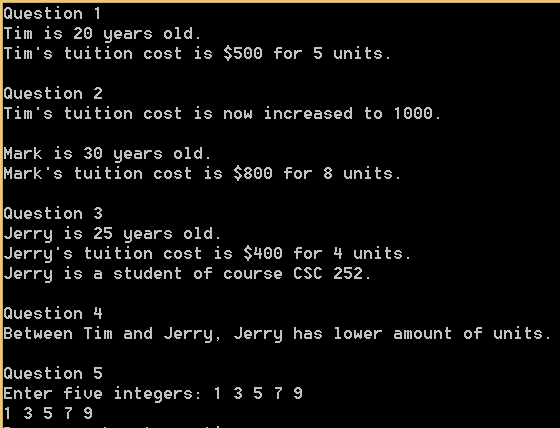 Question 1
Tim is 20 years old.
Tim's tuition cost is $500 for 5 units.
Question 2
Tim's tuition cost is now increased to 1000.
Mark is 30 years old.
Mark's tuition cost is $800 for 8 units.
Question 3
Jerry is 25 years old.
Jerry's tuition cost is $400 for 4 units.
Jerry is a student of course CSC 252.
Question 4
Between Tim and Jerry, Jerry has lower amount of units.
Question 5
Enter five integers: 1 3 5 7 9
1 3 5 7 9